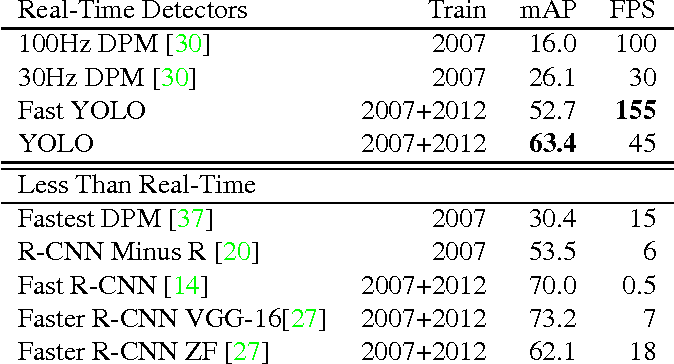 Real-Time Detectors Train mAP FPS
100Hz DPM [30] 2007 16.0 100
30Hz DPM [30] 2007 26.1 30
Fast YOLO 2007+2012 52.7 155
YOLO 2007+2012 63.4 45
Less Than Real-Time
Fastest DPM [37] 2007 30.4 15
R-CNN Minus R [20] 2007 53.5 6
Fast R-CNN [14] 2007+2012 70.0 0.5
Faster R-CNN VGG-16[27] 2007+2012 73.2 7
Faster R-CNN ZF [27] 2007+2012 62.1 18